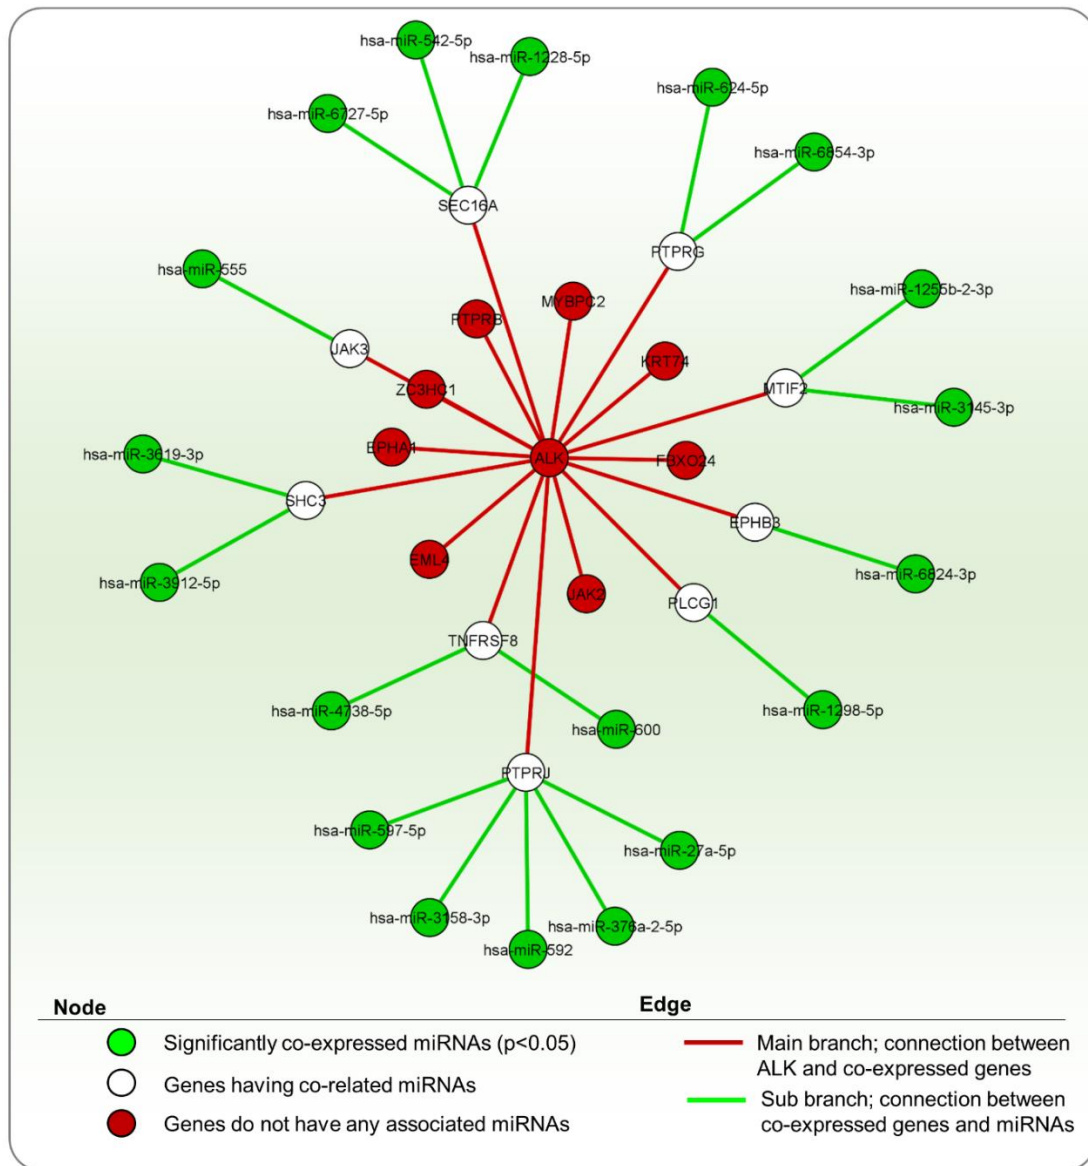 hsa-miR-542-5p
hsa-miR-1228-5p
hsa-miR-624-5p
hsa-miR-6727-5p
hsa-miR-6854-3p
SEC16A
PTPRG
hsa-miR-555
hsa-miR-1255b-2-3p
MYBPC2
PTPRB
JAK3
KRT74
ZC3HC1
MTIF2
hsa-miR-3145-3p
EPHA1
hsa-miR-3619-3p
ALK
FBXO24
SHC3
EPHB3
EML4
hsa-miR-3912-5p
hsa-miR-6824-3p
JAK2
PLCG1
TNFRSF8
hsa-miR-4738-5p
hsa-miR-1298-5p
hsa-miR-600
PTPRJ
hsa-miR-597-5p
hsa-miR-27a-5p
hsa-miR-3158-3p
hsa-miR-376a-2-5p
hsa-miR-592
Node
Edge
Significantly co-expressed miRNAs (p<0.05)
Genes having co-related miRNAs
Genes do not have any associated miRNAs
Main branch; connection between
ALK and co-expressed genes
Sub branch; connection between
co-expressed genes and miRNAs